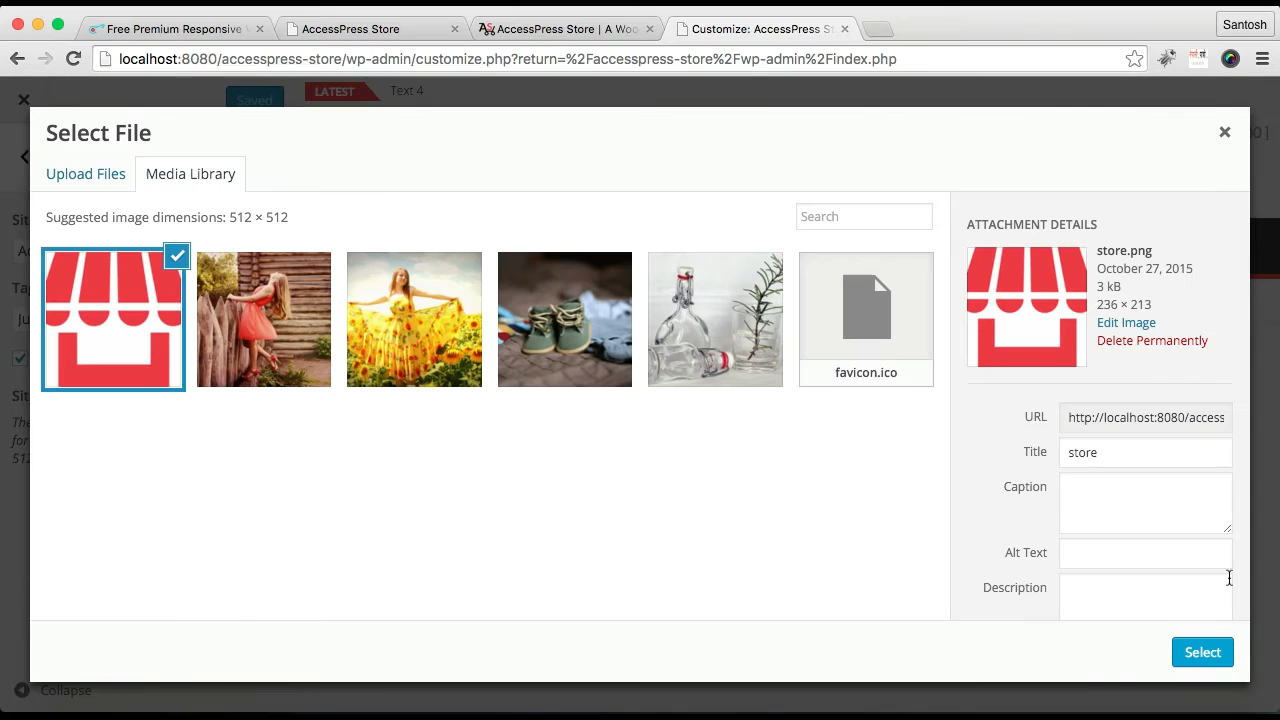 Free Premium Responsive
AccessPress Store
AccessPress Store | A Woo
Customize: AccessPress St
Santosh
localhost:8080/accesspress-store/wp-admin/customize.php?return=%2Faccesspress-store%2Fwp-admin%2Findex.php
Saved
LATEST
Text 4
Select File
Upload Files
Media Library
Suggested image dimensions: 512 × 512
Search
favicon.ico
ATTACHMENT DETAILS
store.png
October 27, 2015
3 kB
236 × 213
Edit Image
Delete Permanently
URL
http://localhost:8080/access
Title
store
Caption
Alt Text
Description
Select
Collapse